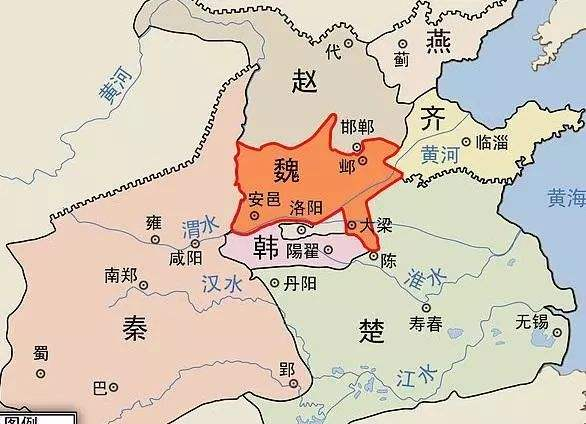 燕
代
蓟
赵
黄河
齐
邯郸
临淄
黄河
邺
魏
黄海
安邑
洛阳
大梁
雍
渭水
咸阳
韩
陽翟
陈
南郑
汉水
丹阳
淮水
秦
楚
寿春
无锡
蜀
巴
郢
江水
图例